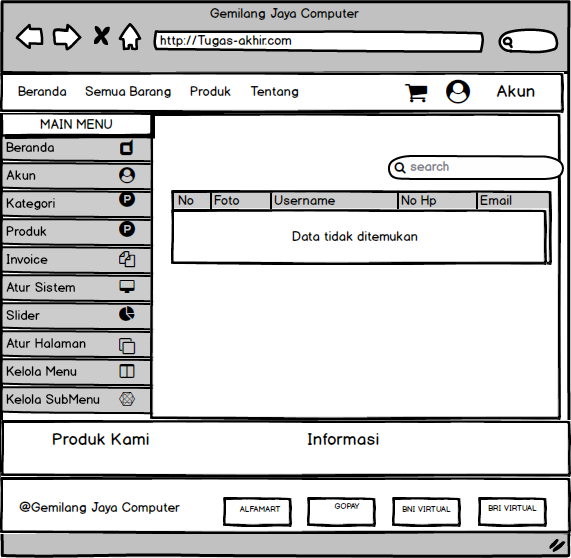 Gemilang Jaya Computer
http://Tugas-akhir.com
Beranda Semua Barang Produk Tentang Akun
MAIN MENU
Beranda
Akun
Kategori
Produk
Invoice
Atur Sistem
Slider
Atur Halaman
Kelola Menu
Kelola SubMenu
search
No Foto Username No Hp Email
Data tidak ditemukan
Produk Kami Informasi
@Gemilang Jaya Computer ALFAMART GOPAY BNI VIRTUAL BRI VIRTUAL